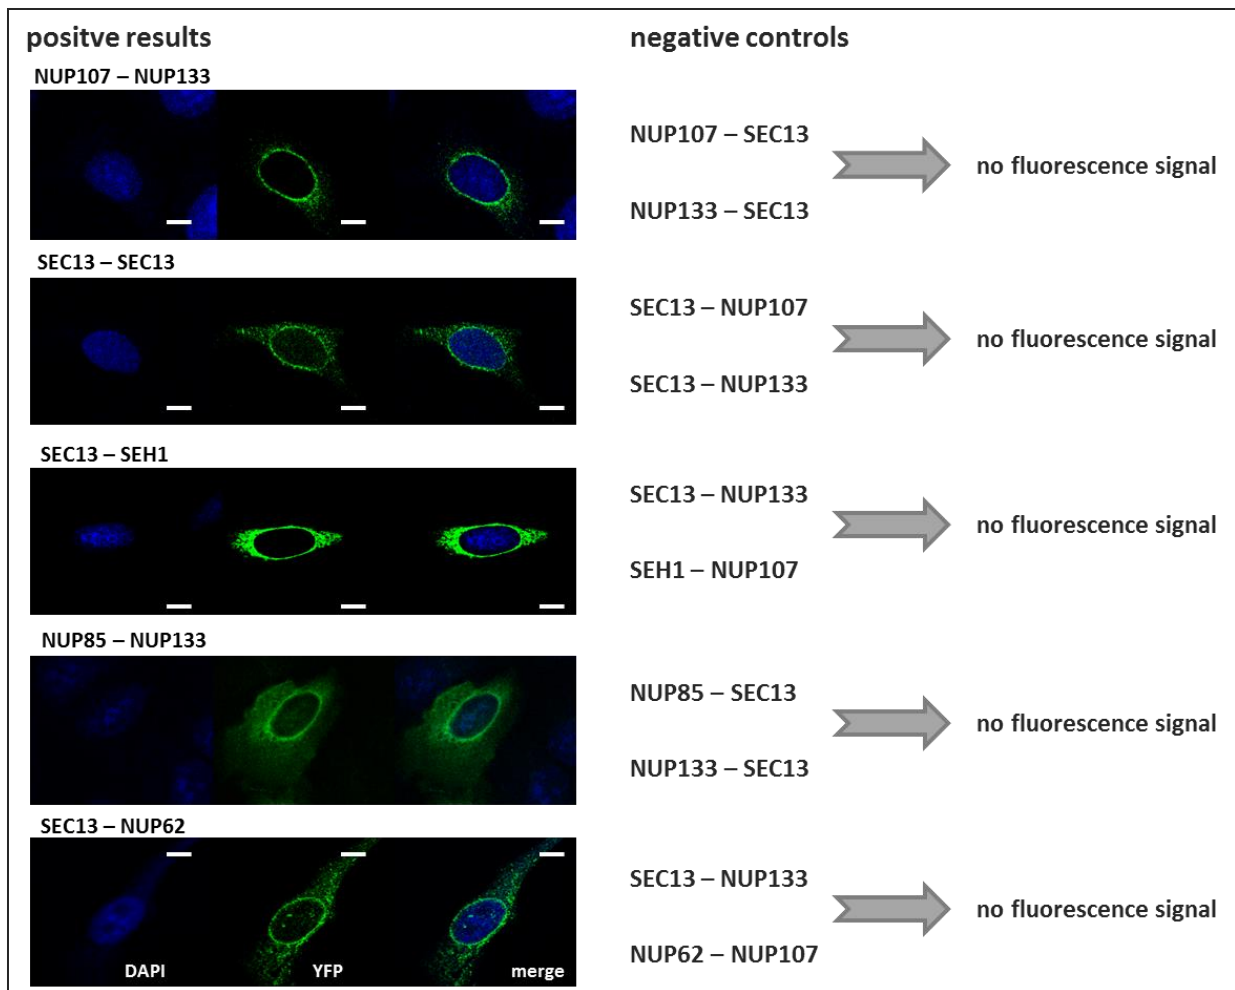 positve results
negative controls
NUP107 – NUP133
NUP107 – SEC13
no fluorescence signal
NUP133 – SEC13
SEC13 – SEC13
SEC13 – NUP107
no fluorescence signal
SEC13 – NUP133
SEC13 – SEH1
SEC13 – NUP133
no fluorescence signal
SEH1 – NUP107
NUP85 – NUP133
NUP85 – SEC13
no fluorescence signal
NUP133 – SEC13
SEC13 – NUP62
SEC13 – NUP133
no fluorescence signal
NUP62 – NUP107
DAPI YFP merge